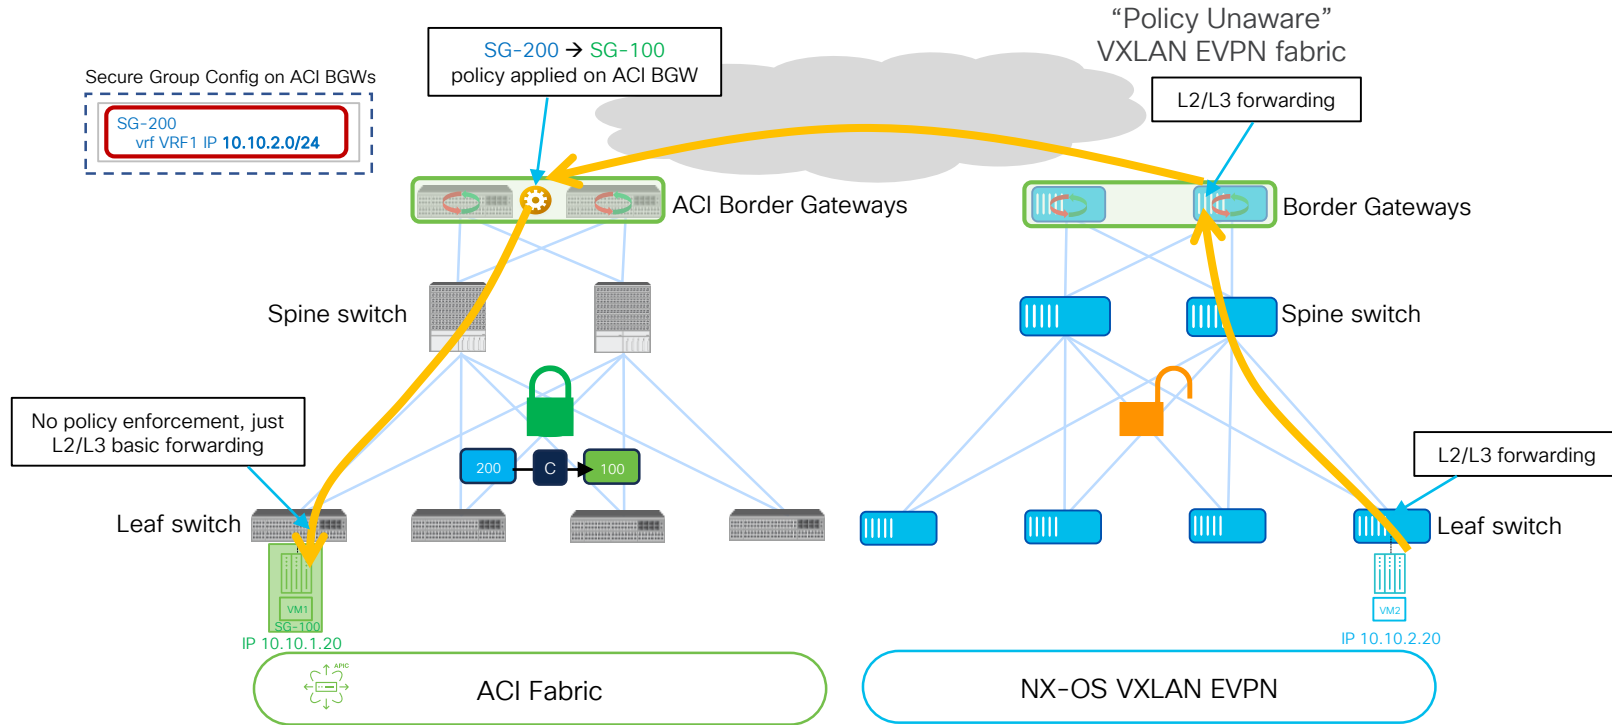 “Policy Unaware”
VXLAN EVPN fabric
SG-200 → SG-100
policy applied on ACI BGW
Secure Group Config on ACI BGWs
L2/L3 forwarding
SG-200
vrf VRF1 IP 10.10.2.0/24
ACI Border Gateways
Border Gateways
Spine switch
Spine switch
No policy enforcement, just
L2/L3 basic forwarding
200
C
100
L2/L3 forwarding
Leaf switch
Leaf switch
VM1
SG-100
IP 10.10.1.20
VM2
IP 10.10.2.20
APIC
ACI Fabric
NX-OS VXLAN EVPN